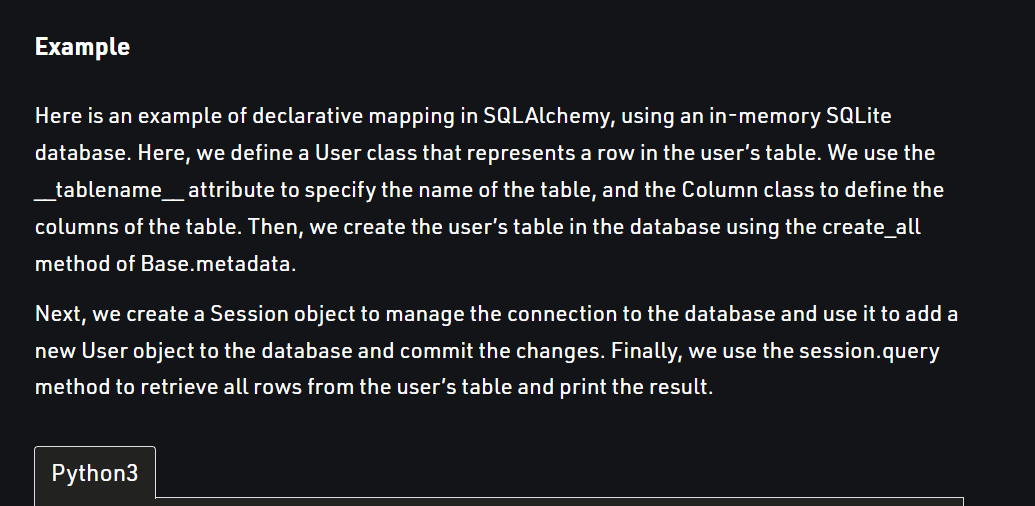 Example
Here is an example of declarative mapping in SQLAlchemy, using an in-memory SQLite
database. Here, we define a User class that represents a row in the user’s table. We use the
__tablename__ attribute to specify the name of the table, and the Column class to define the
columns of the table. Then, we create the user’s table in the database using the create_all
method of Base.metadata.
Next, we create a Session object to manage the connection to the database and use it to add a
new User object to the database and commit the changes. Finally, we use the session.query
method to retrieve all rows from the user’s table and print the result.
Python3